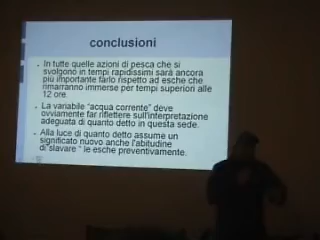 conclusioni
In tutte quelle azioni di pesca che si
svolgono in tempi rapidissimi sarà ancora
più importante farlo rispetto ad esche che
rimarranno immerse per tempi superiori alle
12 ore.
La variabile “acqua corrente” deve
ovviamente far riflettere sull'interpretazione
adeguata di quanto detto in questa sede.
Alla luce di quanto detto assume un
significato nuovo anche l'abitudine
di“slavare “ le esche preventivamente.